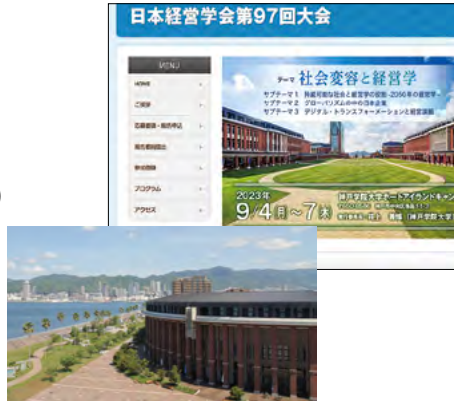 日本経営学会第97回大会
MENU
HOME
ご挨拶
プログラム
アクセス
テーマ 社会変容と経営学
サブテーマ1 持続可能な社会と経営学の役割-2050年の経営学-
サブテーマ2 グローバリズムの中の日本企業
サブテーマ3 デジタル・トランスフォーメーションと経営実践
2023年
9/4月～7木
神戸学院大学ポートアイランドキャン